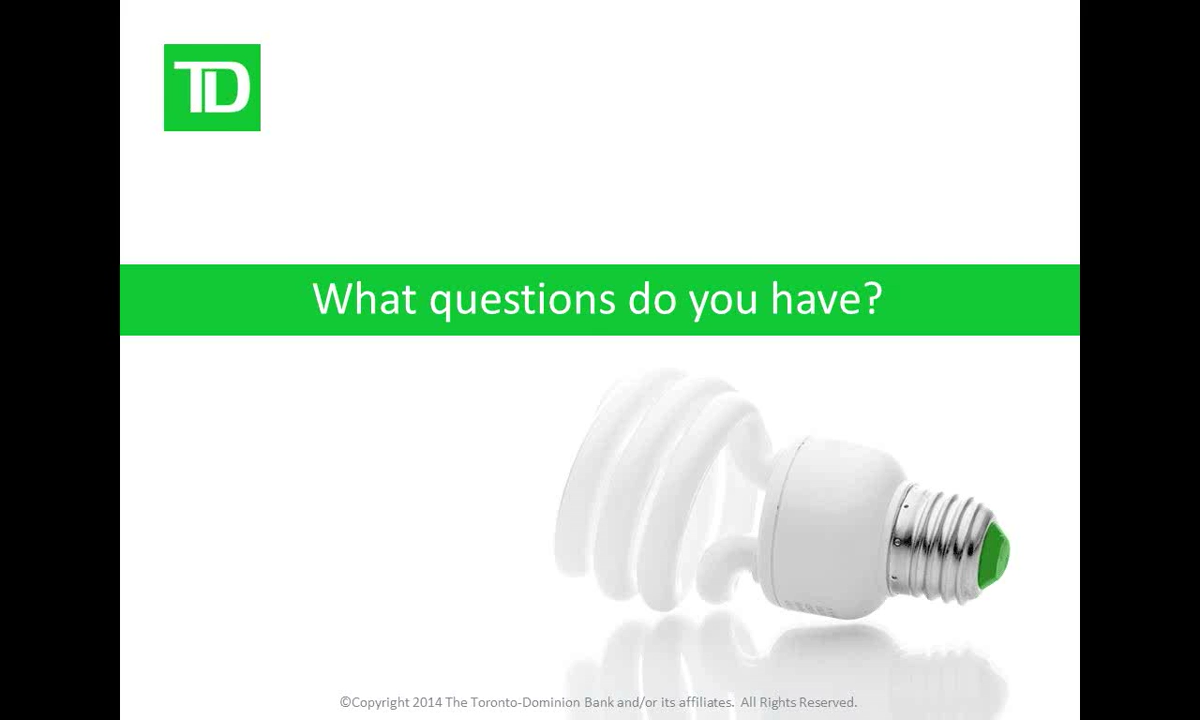 TD
What questions do you have?
©Copyright 2014 The Toronto-Dominion Bank and/or its affiliates.  All Rights Reserved.